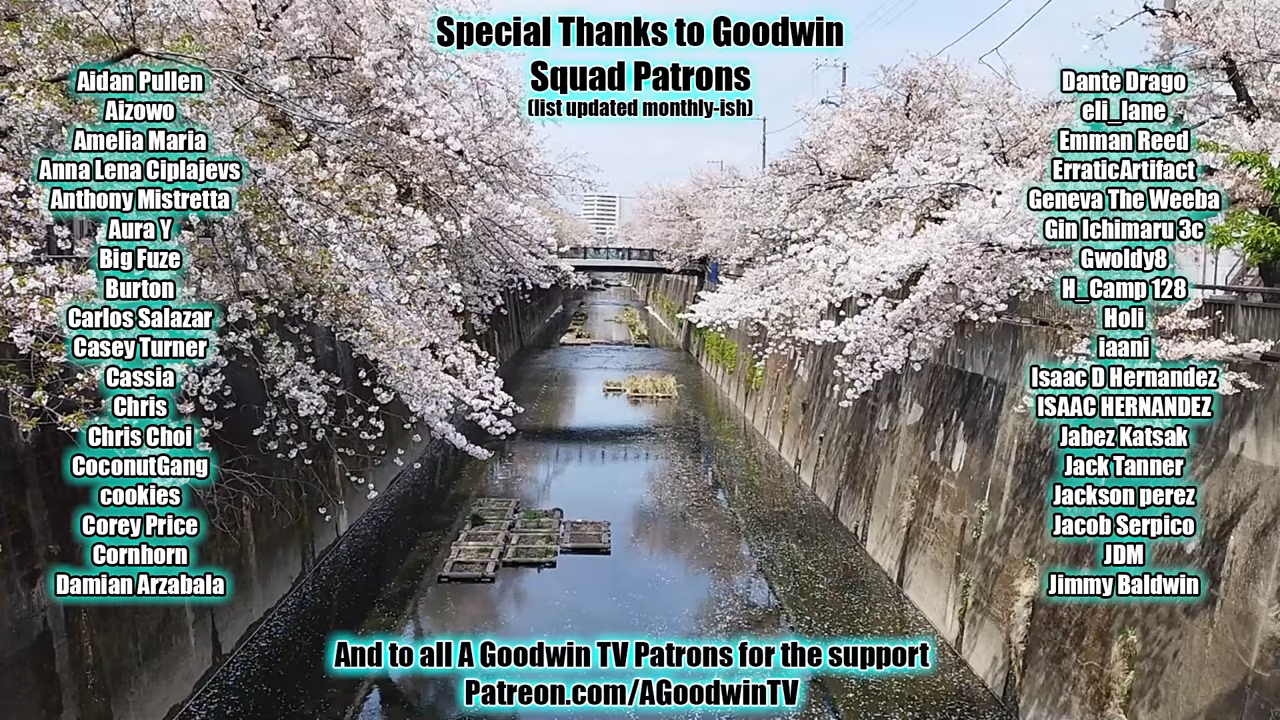 Special Thanks to Goodwin
Squad Patrons
(list updated monthly-ish)
Aidan Pullen
Aizowo
Amelia Maria
Anna Lena Ciplajevs
Anthony Mistretta
Aura Y
Big Fuze
Burton
Carlos Salazar
Casey Turner
Cassia
Chris
Chris Choi
CoconutGang
cookies
Corey Price
Cornhorn
Damian Arzabala
Dante Drago
eli_lane
Emman Reed
ErraticArtifact
Geneva The Weeba
Gin Ichimaru 3c
Gwoldy8
H_Camp 128
Holi
iaani
Isaac D Hernandez
ISAAC HERNANDEZ
Jabez Katsak
Jack Tanner
Jackson perez
Jacob Serpico
JDM
Jimmy Baldwin
And to all A Goodwin TV Patrons for the support
Patreon.com/AGoodwinTV